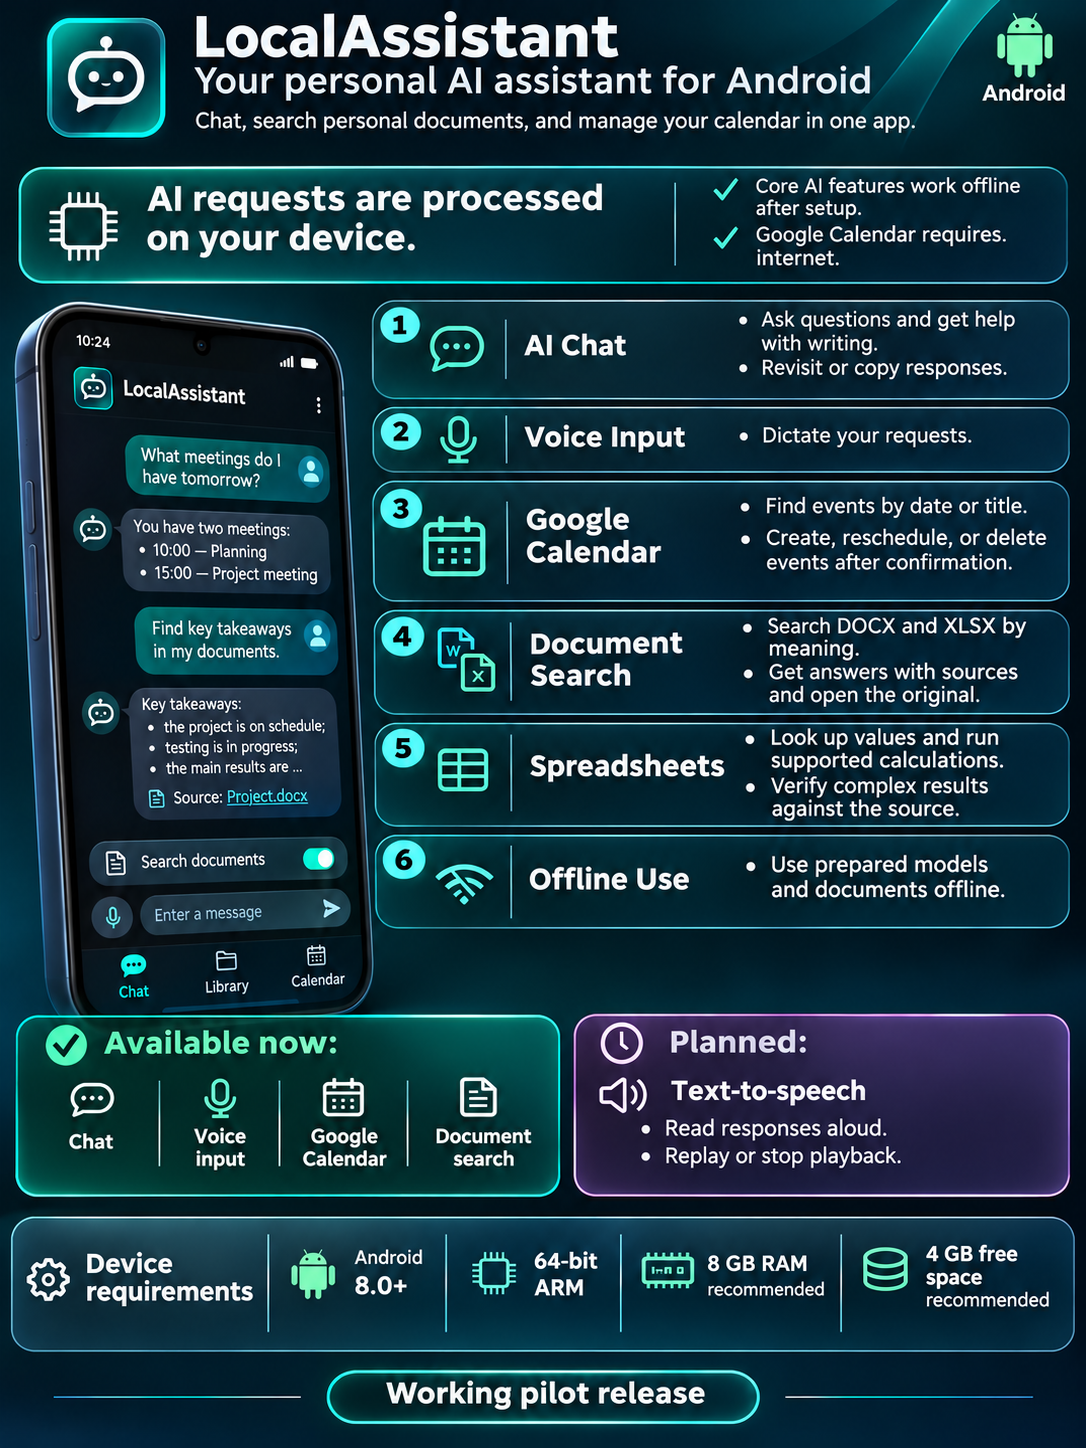 LocalAssistant
Your personal AI assistant for Android
Chat, search personal documents, and manage your calendar in one app.
Android
AI requests are processed
on your device.
Core AI features work offline
after setup.
Google Calendar requires.
internet.
10:24
LocalAssistant
What meetings do I
have tomorrow?
You have two meetings:
• 10:00 — Planning
• 15:00 — Project meeting
Find key takeaways
in my documents.
Key takeaways:
• the project is on schedule;
• testing is in progress;
• the main results are ...
Source: Project.docx
Search documents
Enter a message
Chat
Library
Calendar
1
AI Chat
• Ask questions and get help
with writing.
• Revisit or copy responses.
2
Voice Input
• Dictate your requests.
3
Google
Calendar
• Find events by date or title.
• Create, reschedule, or delete
events after confirmation.
4
W
X
Document
Search
• Search DOCX and XLSX by
meaning.
• Get answers with sources
and open the original.
5
Spreadsheets
• Look up values and run
supported calculations.
• Verify complex results
against the source.
6
Offline Use
• Use prepared models
and documents offline.
Available now:
Chat
Voice
input
Google
Calendar
Document
search
Planned:
Text-to-speech
• Read responses aloud.
• Replay or stop playback.
Device
requirements
Android
8.0+
64-bit
ARM
8 GB RAM
recommended
4 GB free
space
recommended
Working pilot release